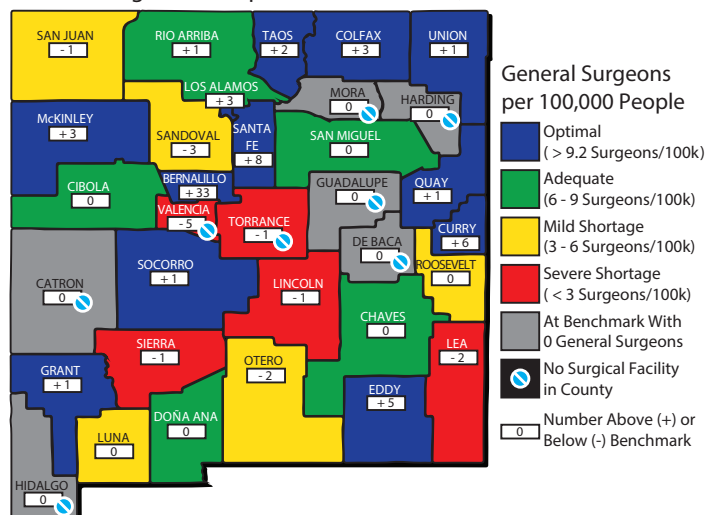 SAN JUAN
- 1
RIO ARRIBA
+ 1
TAOS
+ 2
COLFAX
+ 3
UNION
+ 1
LOS ALAMOS
+ 3
MORA
0
HARDING
0
McKINLEY
+ 3
SANDOVAL
- 3
SANTA
FE
+ 8
SAN MIGUEL
0
CIBOLA
0
BERNALILLO
+ 33
GUADALUPE
0
QUAY
+ 1
VALENCIA
- 5
TORRANCE
- 1
CURRY
+ 6
DE BACA
0
ROOSEVELT
0
CATRON
0
SOCORRO
+ 1
LINCOLN
- 1
CHAVES
0
SIERRA
- 1
OTERO
- 2
LEA
- 2
GRANT
+ 1
EDDY
+ 5
DOÑA ANA
0
LUNA
0
HIDALGO
0
General Surgeons
per 100,000 People
Optimal
( > 9.2 Surgeons/100k)
Adequate
(6 - 9 Surgeons/100k)
Mild Shortage
(3 - 6 Surgeons/100k)
Severe Shortage
( < 3 Surgeons/100k)
At Benchmark With
0 General Surgeons
No Surgical Facility
in County
0
Number Above (+) or
Below (-) Benchmark